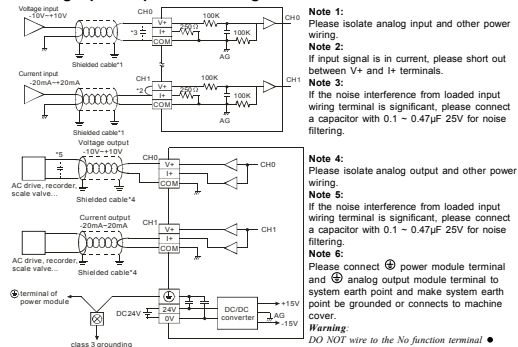 Voltage input
-10V~+10V
CH0
V+
I+
COM
*3
250Ω
100K
100K
AG
CH0
Shielded cable*1
Current input
-20mA~+20mA
CH1
*2
V+
I+
COM
250Ω
100K
100K
AG
CH1
Shielded cable*1
Voltage output
-10V~+10V
*5
CH0
V+
I+
COM
CH0
AC drive, recorder,
scale valve...
Shielded cable*4
Current output
-20mA~20mA
CH1
V+
I+
COM
CH1
AC drive, recorder,
scale valve...
Shielded cable*4
terminal of
power module
DC24V
24V
0V
DC/DC
converter
+15V
AG
-15V
class 3 grounding
Note 1:
Please isolate analog input and other power
wiring.
Note 2:
If input signal is in current, please short out
between V+ and I+ terminals.
Note 3:
If the noise interference from loaded input
wiring terminal is significant, please connect
a capacitor with 0.1 ~ 0.47μF 25V for noise
filtering.
Note 4:
Please isolate analog output and other power
wiring.
Note 5:
If the noise interference from loaded input
wiring terminal is significant, please connect
a capacitor with 0.1 ~ 0.47μF 25V for noise
filtering.
Note 6:
Please connect ⏚ power module terminal
and ⏚ analog output module terminal to
system earth point and make system earth
point be grounded or connects to machine
cover.
Warning:
DO NOT wire to the No function terminal ●